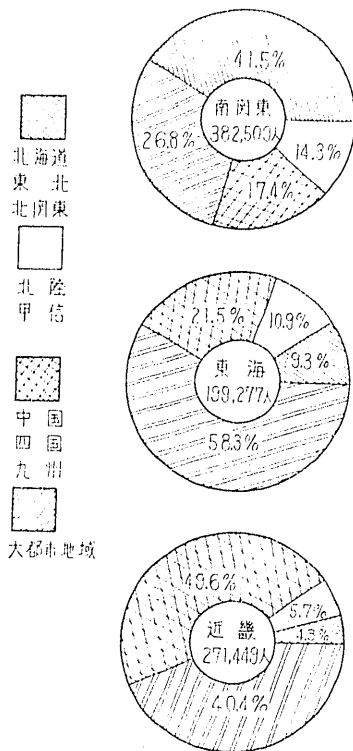 北海道
東北
北関東
北陸
甲信
中国
四国
九州
大都市地域
41.5%
南関東
382,500人
26.8%
14.3%
17.4%
21.5%
10.9%
東海
199,277人
9.3%
58.3%
49.6%
近畿
271,449人
5.7%
4.3%
40.4%